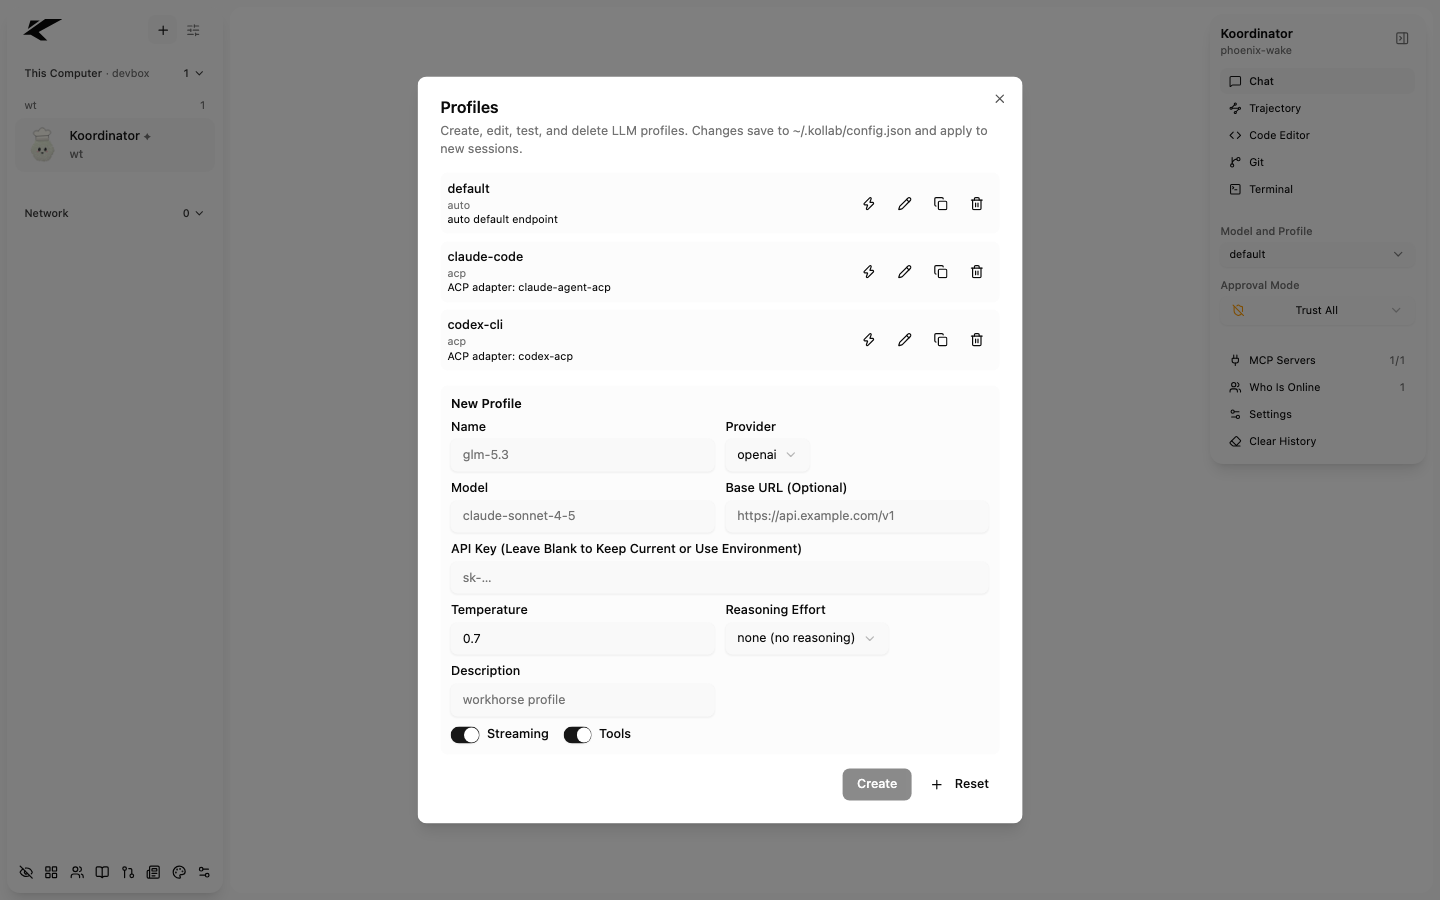 This Computer · devbox 1
wt 1
Koordinator
wt
Network 0
Profiles
Create, edit, test, and delete LLM profiles. Changes save to ~/.kollab/config.json and apply to
new sessions.
default
auto
auto default endpoint
claude-code
acp
ACP adapter: claude-agent-acp
codex-cli
acp
ACP adapter: codex-acp
New Profile
Name Provider
glm-5.3 openai
Model Base URL (Optional)
claude-sonnet-4-5 https://api.example.com/v1
API Key (Leave Blank to Keep Current or Use Environment)
sk-...
Temperature Reasoning Effort
0.7 none (no reasoning)
Description
workhorse profile
Streaming Tools
Create Reset
Koordinator
phoenix-wake
Chat
Trajectory
Code Editor
Git
Terminal
Model and Profile
default
Approval Mode
Trust All
MCP Servers 1/1
Who Is Online 1
Settings
Clear History